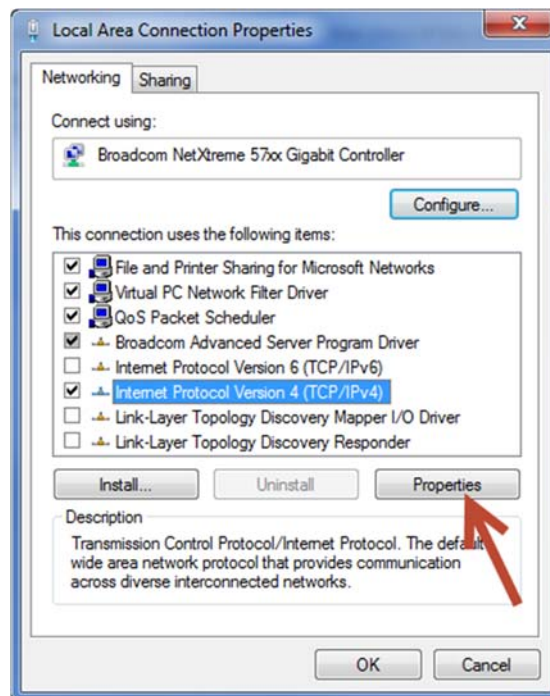 Local Area Connection Properties
Networking Sharing
Connect using:
Broadcom NetXtreme 57xx Gigabit Controller
Configure...
This connection uses the following items:
File and Printer Sharing for Microsoft Networks
Virtual PC Network Filter Driver
QoS Packet Scheduler
Broadcom Advanced Server Program Driver
Internet Protocol Version 6 (TCP/IPv6)
Internet Protocol Version 4 (TCP/IPv4)
Link-Layer Topology Discovery Mapper I/O Driver
Link-Layer Topology Discovery Responder
Install... Uninstall Properties
Description
Transmission Control Protocol/Internet Protocol. The default
wide area network protocol that provides communication
across diverse interconnected networks.
OK Cancel